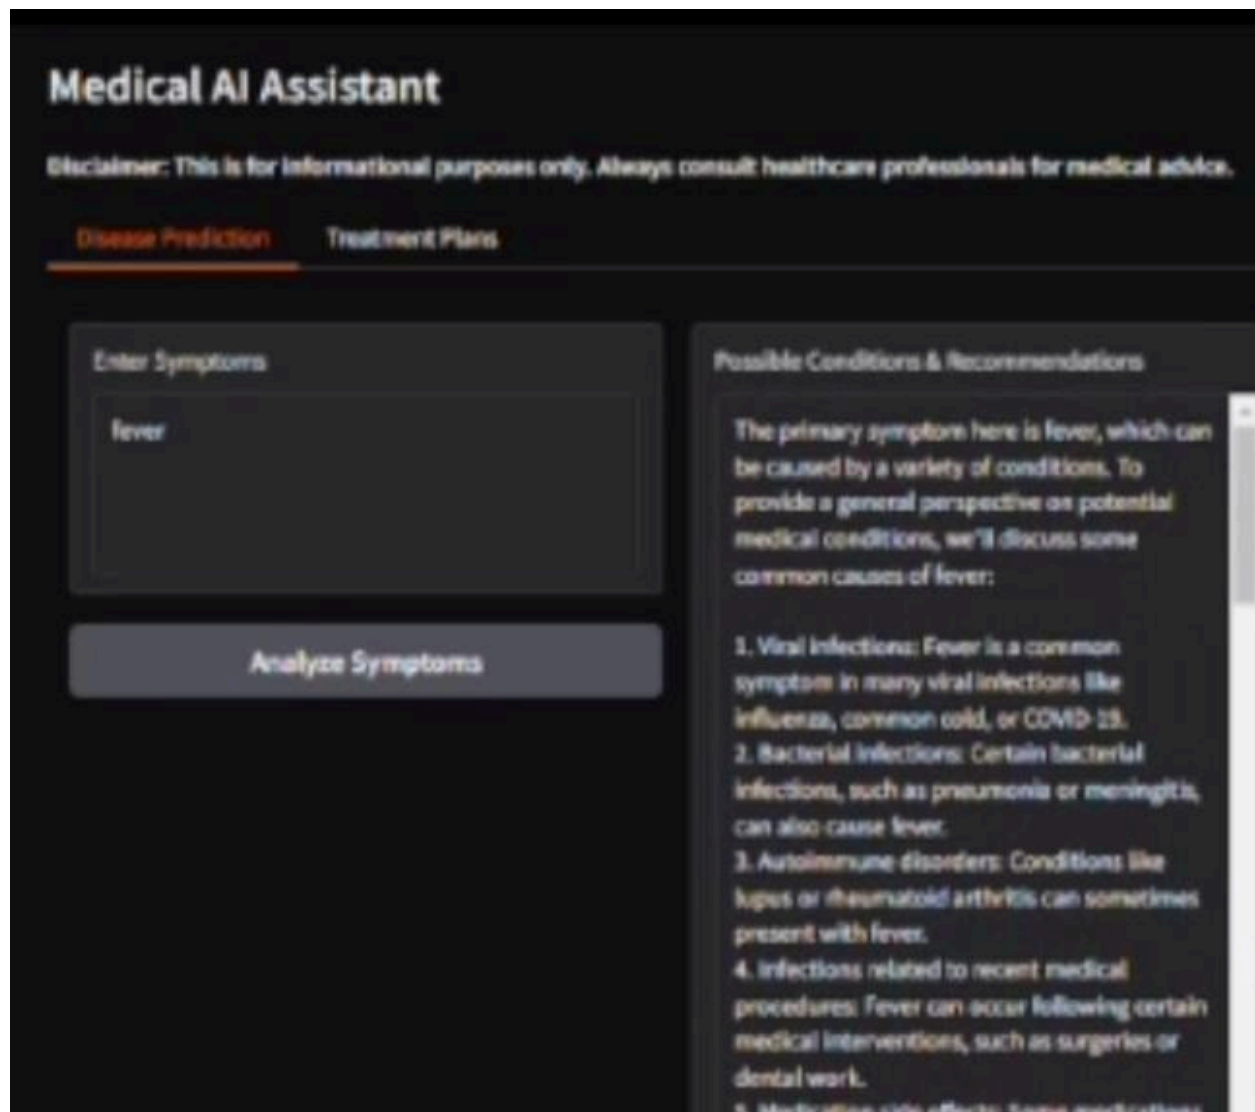 Medical AI Assistant
Disclaimer: This is for informational purposes only. Always consult healthcare professionals for medical advice.
Disease Prediction
Treatment Plans
Enter Symptoms
fever
Analyze Symptoms
Possible Conditions & Recommendations
The primary symptom here is fever, which can
be caused by a variety of conditions. To
provide a general perspective on potential
medical conditions, we'll discuss some
common causes of fever:
1. Viral infections: Fever is a common
symptom in many viral infections like
influenza, common cold, or COVID-19.
2. Bacterial infections: Certain bacterial
infections, such as pneumonia or meningitis,
can also cause fever.
3. Autoimmune disorders: Conditions like
lupus or rheumatoid arthritis can sometimes
present with fever.
4. Infections related to recent medical
procedures: Fever can occur following certain
medical interventions, such as surgeries or
dental work.
5. Medication side effects: Some medications